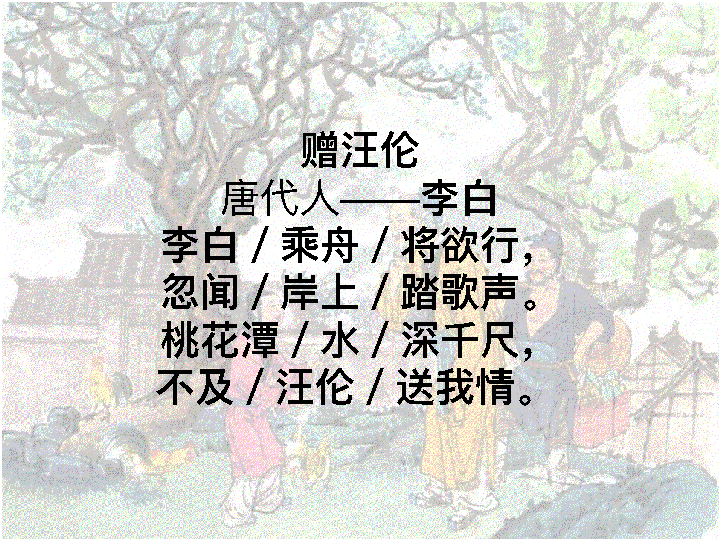 赠汪伦
唐代人——李白
李白／乘舟／将欲行，
忽闻／岸上／踏歌声。
桃花潭／水／深千尺，
不及／汪伦／送我情。